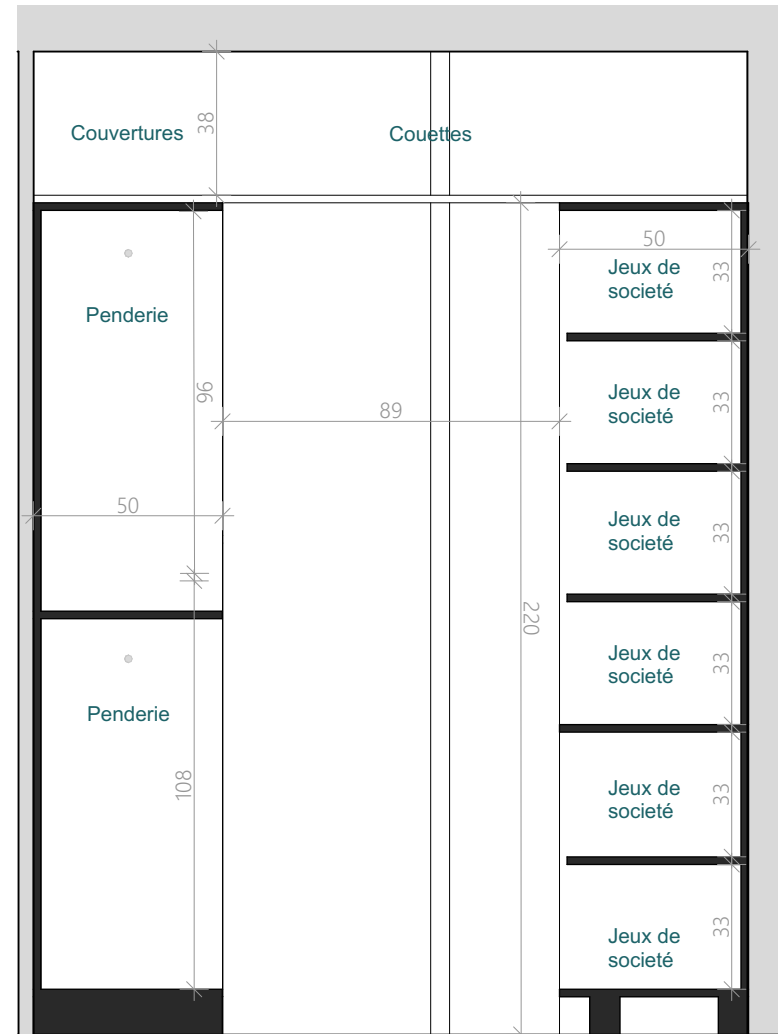 Couvertures
38
Couettes
50
Jeux de
societé
33
Penderie
Jeux de
societé
33
96
89
50
Jeux de
societé
33
220
Jeux de
societé
33
Penderie
108
Jeux de
societé
33
Jeux de
societé
33